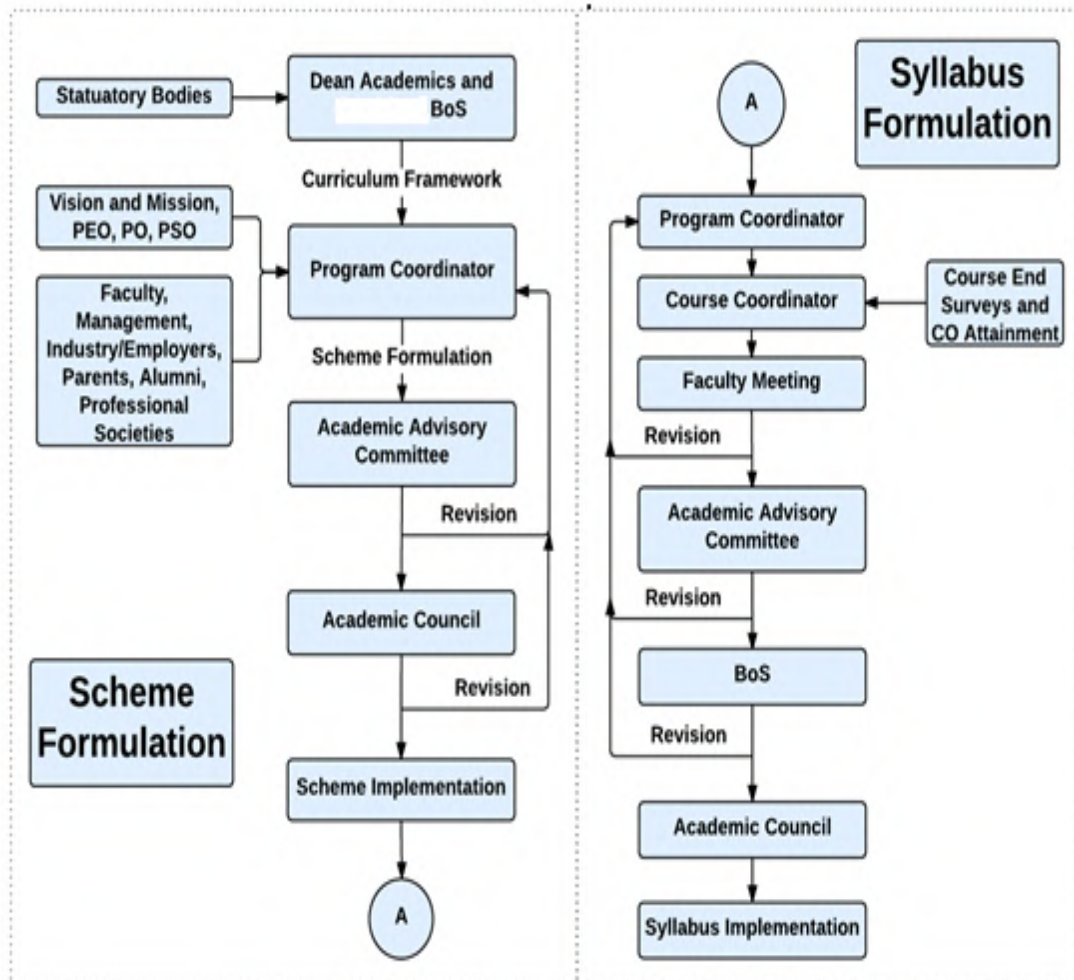 Statuatory Bodies
Dean Academics and
BoS
Curriculum Framework
Vision and Mission,
PEO, PO, PSO
Program Coordinator
Faculty,
Management,
Industry/Employers,
Parents, Alumni,
Professional
Societies
Scheme Formulation
Academic Advisory
Committee
Revision
Academic Council
Revision
Scheme
Formulation
Scheme Implementation
A
Syllabus
Formulation
A
Program Coordinator
Course Coordinator
Course End
Surveys and
CO Attainment
Faculty Meeting
Revision
Academic Advisory
Committee
Revision
BoS
Revision
Academic Council
Syllabus Implementation